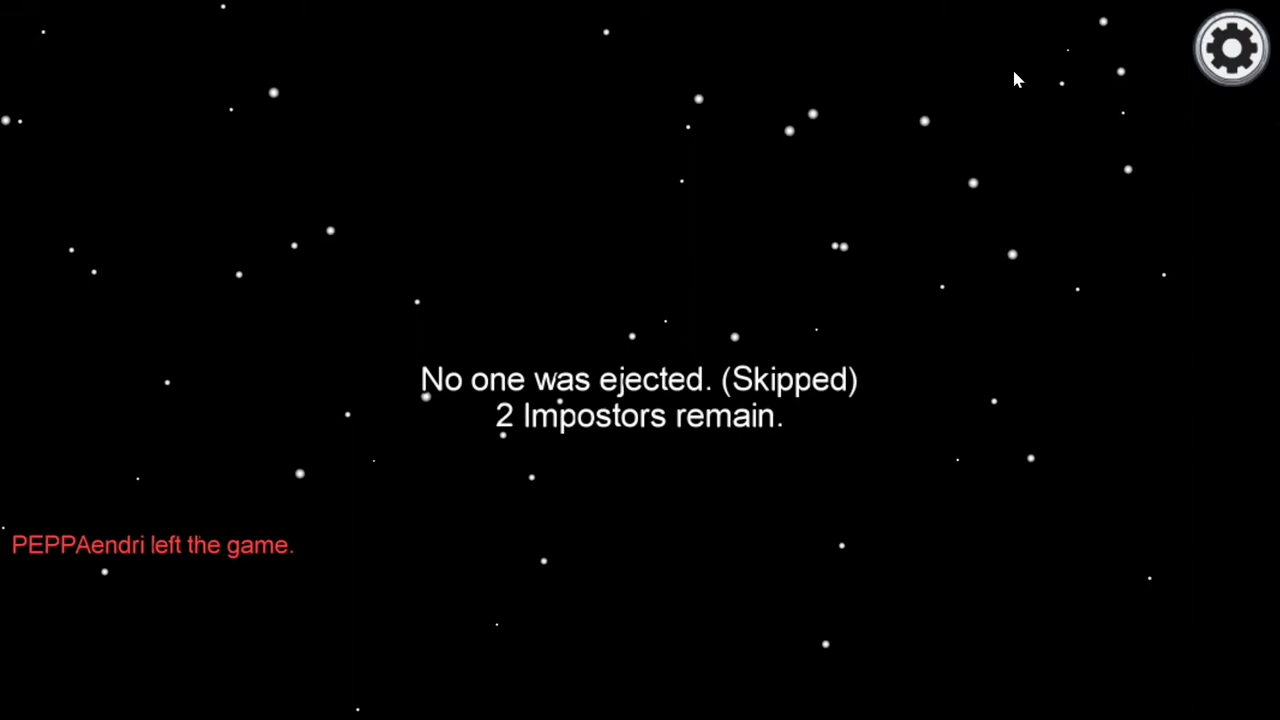 No one was ejected. (Skipped)
2 Impostors remain.
PEPPAendri left the game.